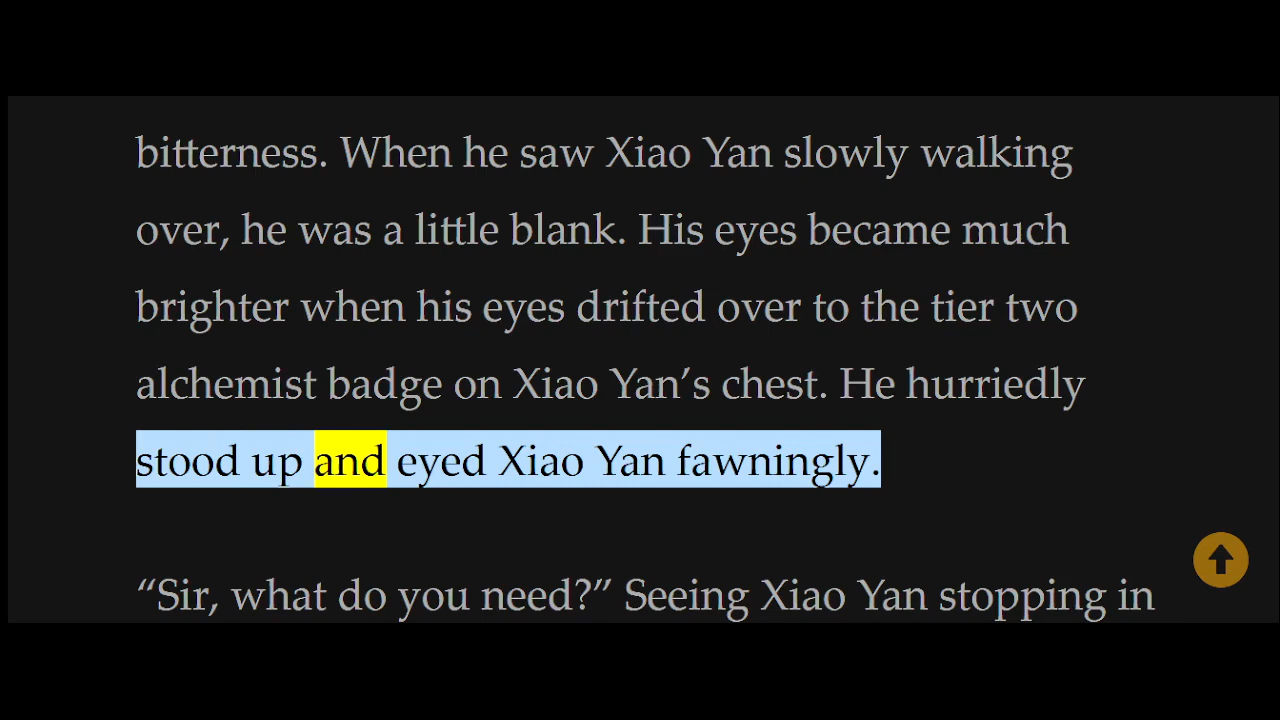 bitterness. When he saw Xiao Yan slowly walking
over, he was a little blank. His eyes became much
brighter when his eyes drifted over to the tier two
alchemist badge on Xiao Yan’s chest. He hurriedly
stood up and eyed Xiao Yan fawningly.
“Sir, what do you need?” Seeing Xiao Yan stopping in